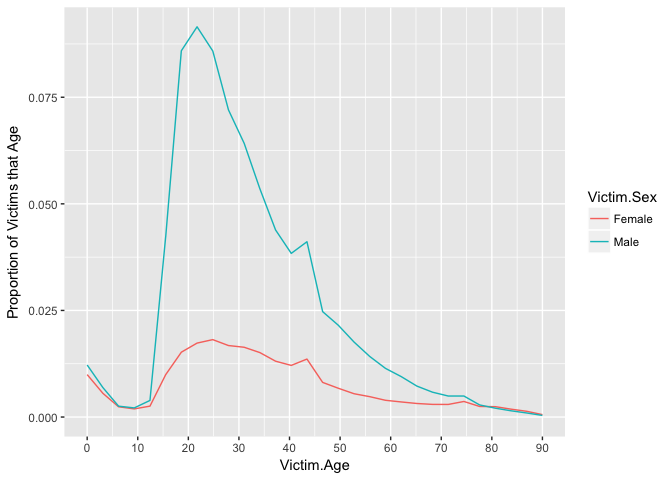 0.075
0.050
0.025
0.000
Proportion of Victims that Age
0 10 20 30 40 50 60 70 80 90
Victim.Age
Victim.Sex
Female
Male